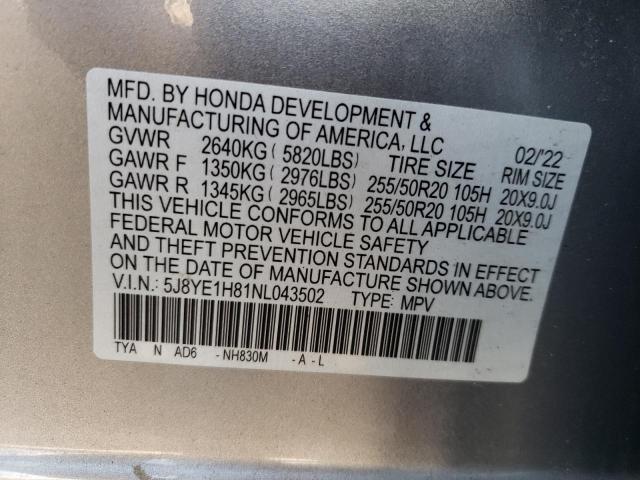 MFD. BY HONDA DEVELOPMENT &
MANUFACTURING OF AMERICA, LLC 02/'22
GVWR 2640KG (5820LBS) TIRE SIZE RIM SIZE
GAWR F 1350KG (2976LBS) 255/50R20 105H 20X9.0J
GAWR R 1345KG (2965LBS) 255/50R20 105H 20X9.0J
THIS VEHICLE CONFORMS TO ALL APPLICABLE
FEDERAL MOTOR VEHICLE SAFETY
AND THEFT PREVENTION STANDARDS IN EFFECT
ON THE DATE OF MANUFACTURE SHOWN ABOVE.
V.I.N.: 5J8YE1H81NL043502 TYPE: MPV
TYA N AD6 -NH830M -A-L